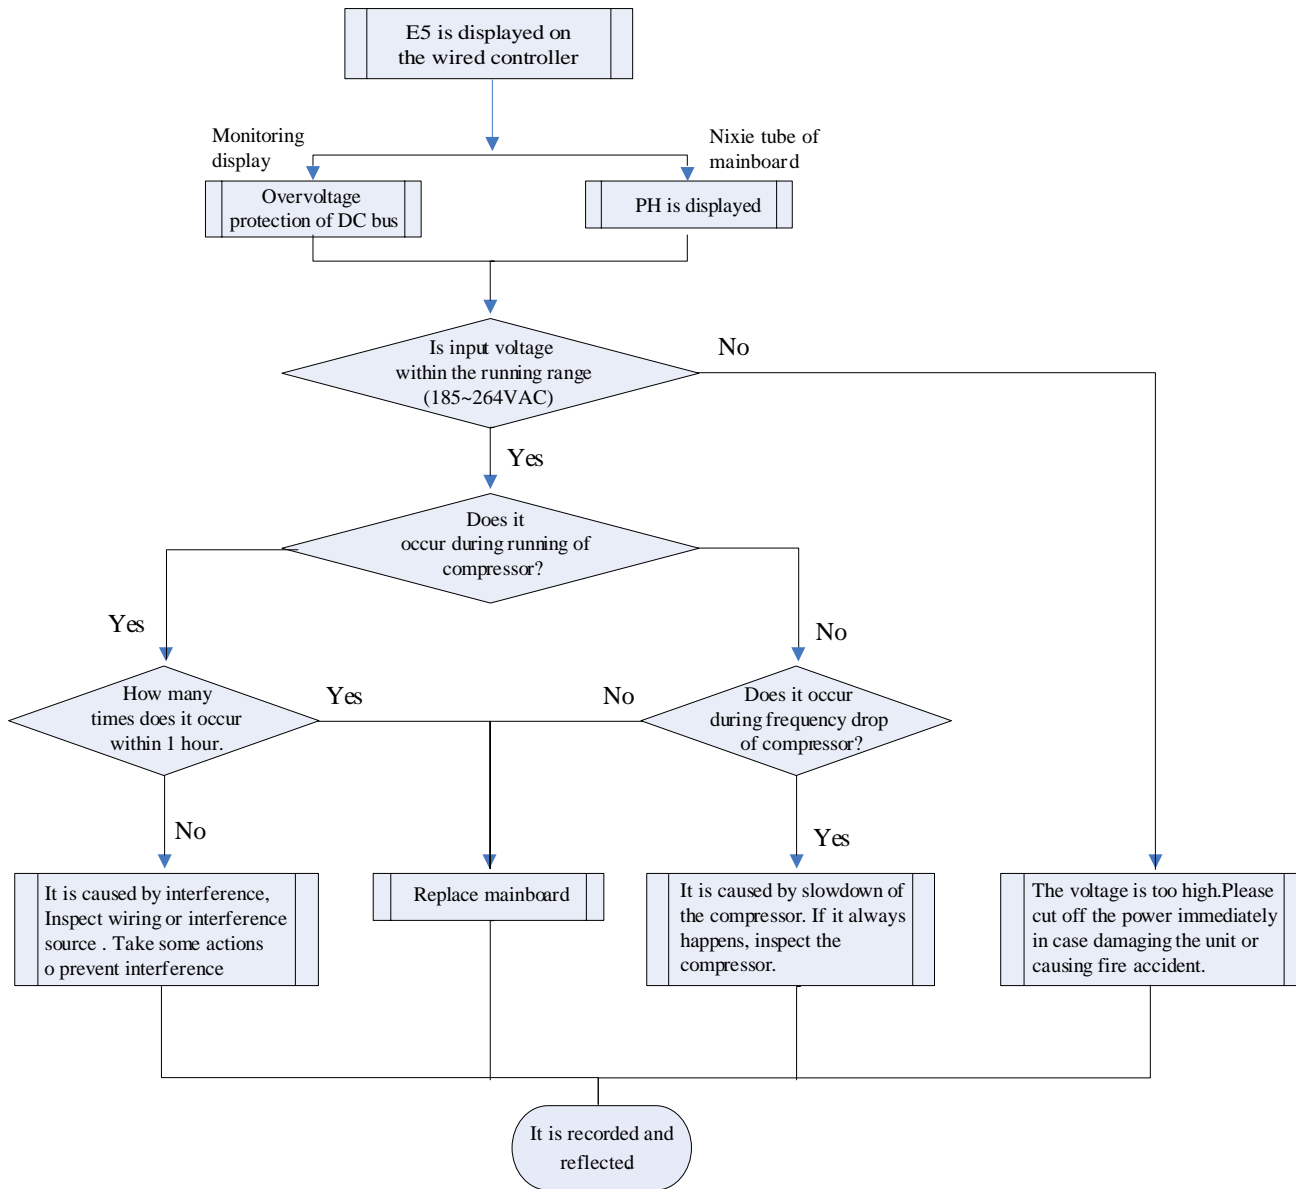 E5 is displayed on
the wired controller
Monitoring
display
Nixie tube of
mainboard
Overvoltage
protection of DC bus
PH is displayed
Is input voltage
within the running range
(185~264VAC)
No
Yes
Does it
occur during running of
compressor?
Yes
No
How many
times does it occur
within 1 hour.
Yes
No
Does it occur
during frequency drop
of compressor?
No
Yes
It is caused by interference,
Inspect wiring or interference
source . Take some actions
o prevent interference
Replace mainboard
It is caused by slowdown of
the compressor. If it always
happens, inspect the
compressor.
The voltage is too high.Please
cut off the power immediately
in case damaging the unit or
causing fire accident.
It is recorded and
reflected